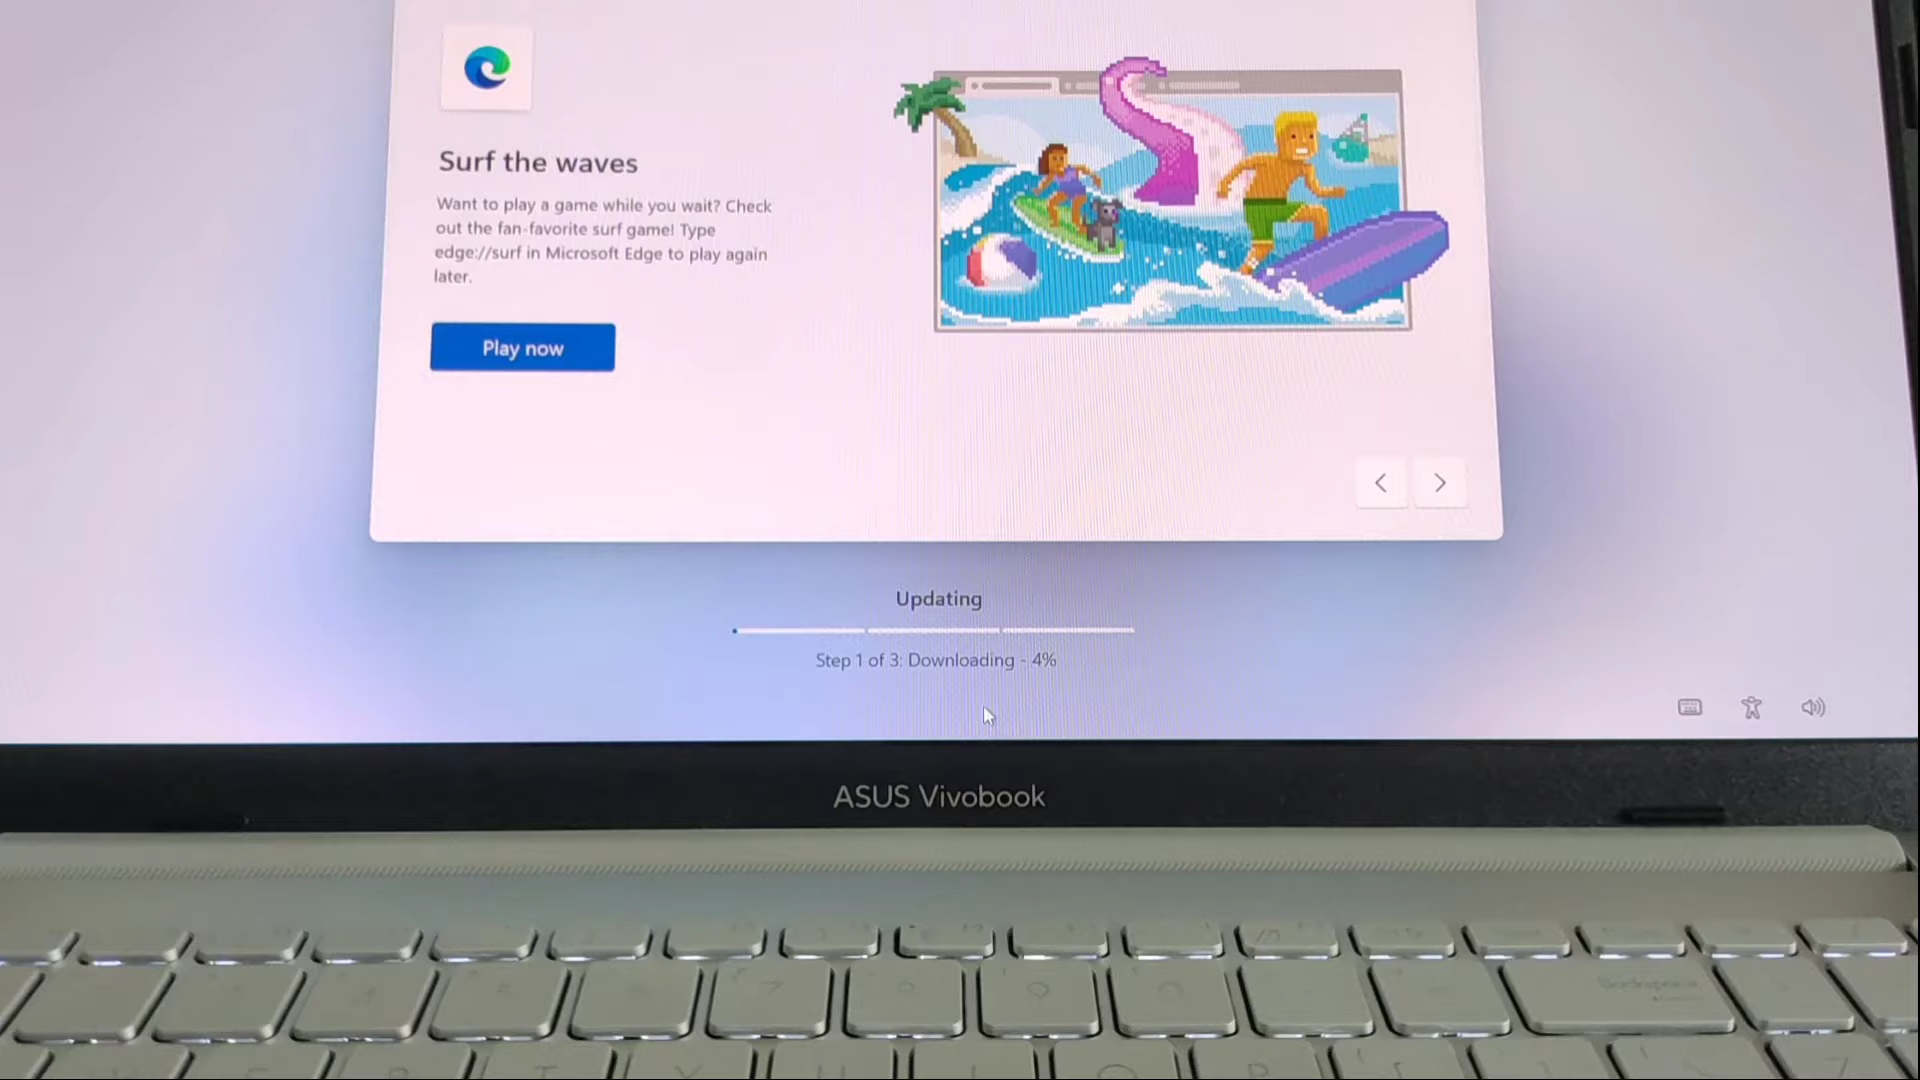 Surf the waves
Want to play a game while you wait? Check
out the fan-favorite surf game! Type
edge://surf in Microsoft Edge to play again
later.
Play now
Updating
Step 1 of 3: Downloading - 4%
ASUS Vivobook